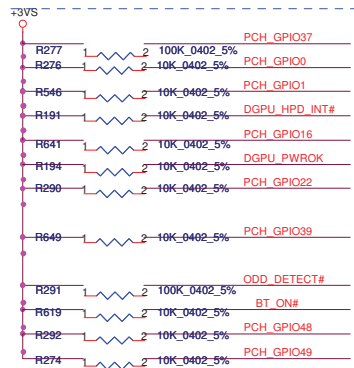 +3VS
PCH_GPIO37
R277 1 2 100K_0402_5%
PCH_GPIO0
R276 1 2 10K_0402_5%
PCH_GPIO1
R546 1 2 10K_0402_5%
DGPU_HPD_INT#
R191 1 2 10K_0402_5%
PCH_GPIO16
R641 1 2 10K_0402_5%
DGPU_PWROK
R194 1 2 10K_0402_5%
PCH_GPIO22
R290 1 2 10K_0402_5%
PCH_GPIO39
R649 1 2 10K_0402_5%
ODD_DETECT#
R291 1 2 100K_0402_5%
BT_ON#
R619 1 2 10K_0402_5%
PCH_GPIO48
R292 1 2 10K_0402_5%
PCH_GPIO49
R274 1 2 10K_0402_5%